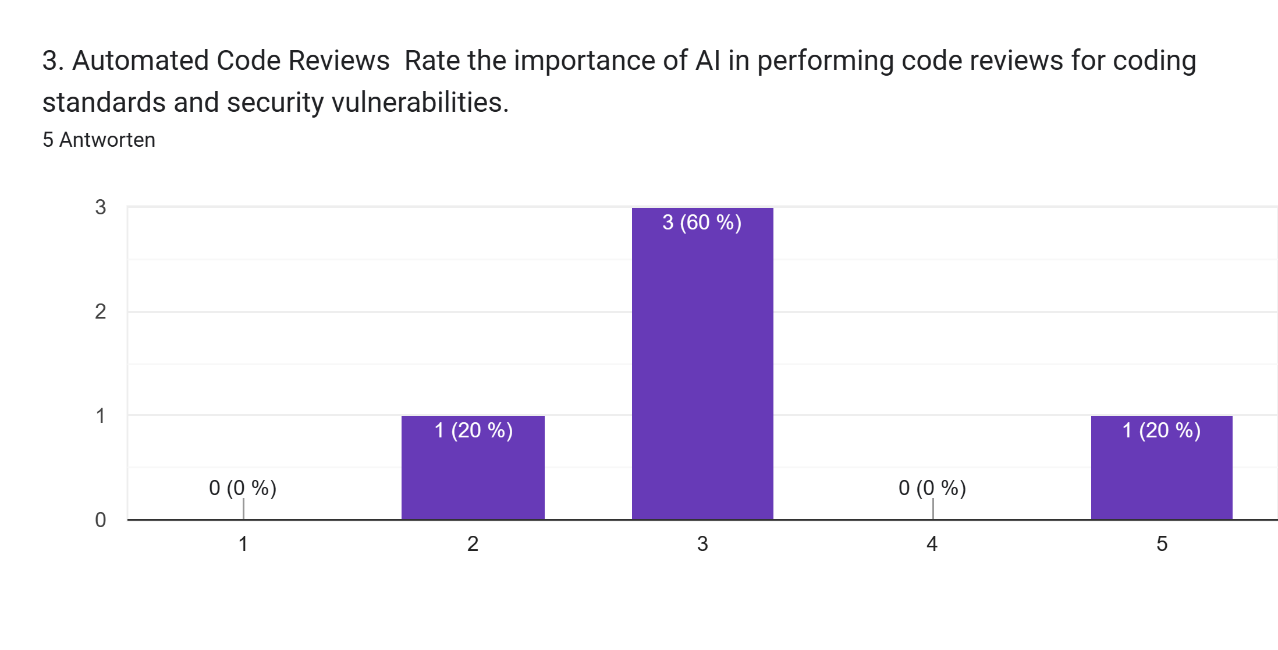 3. Automated Code Reviews  Rate the importance of AI in performing code reviews for coding
standards and security vulnerabilities.
5 Antworten
3
2
1
0
0 (0 %)
1 (20 %)
3 (60 %)
0 (0 %)
1 (20 %)
1
2
3
4
5